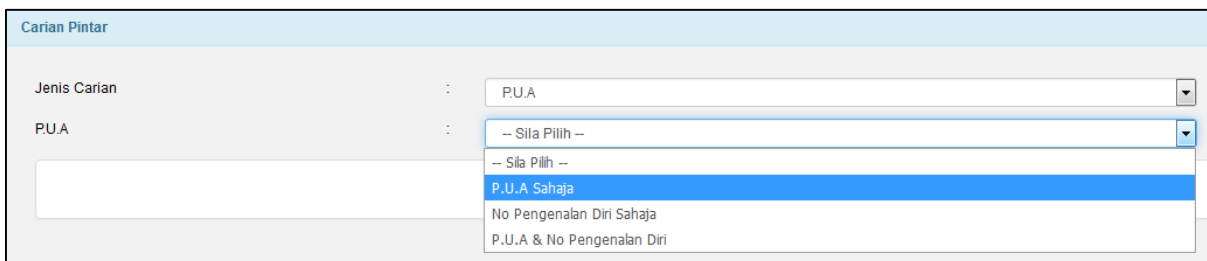 Carian Pintar
Jenis Carian : P.U.A
P.U.A : -- Sila Pilih --
-- Sila Pilih --
P.U.A Sahaja
No Pengenalan Diri Sahaja
P.U.A & No Pengenalan Diri